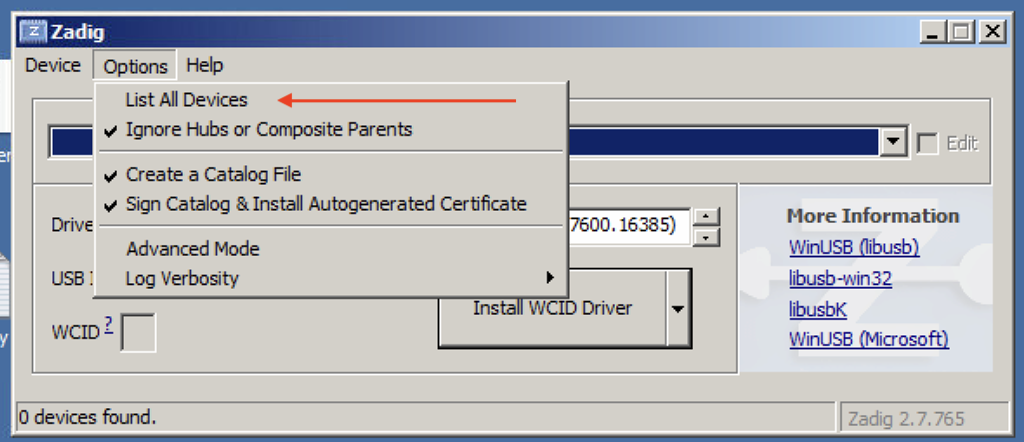 Zadig
Device Options Help
List All Devices
Ignore Hubs or Composite Parents
Edit
Create a Catalog File
Sign Catalog & Install Autogenerated Certificate
Drive 7600.16385)
More Information
WinUSB (libusb)
Advanced Mode
libusb-win32
USB
Log Verbosity
Install WCID Driver
libusbK
WCID ?
WinUSB (Microsoft)
0 devices found.
Zadig 2.7.765